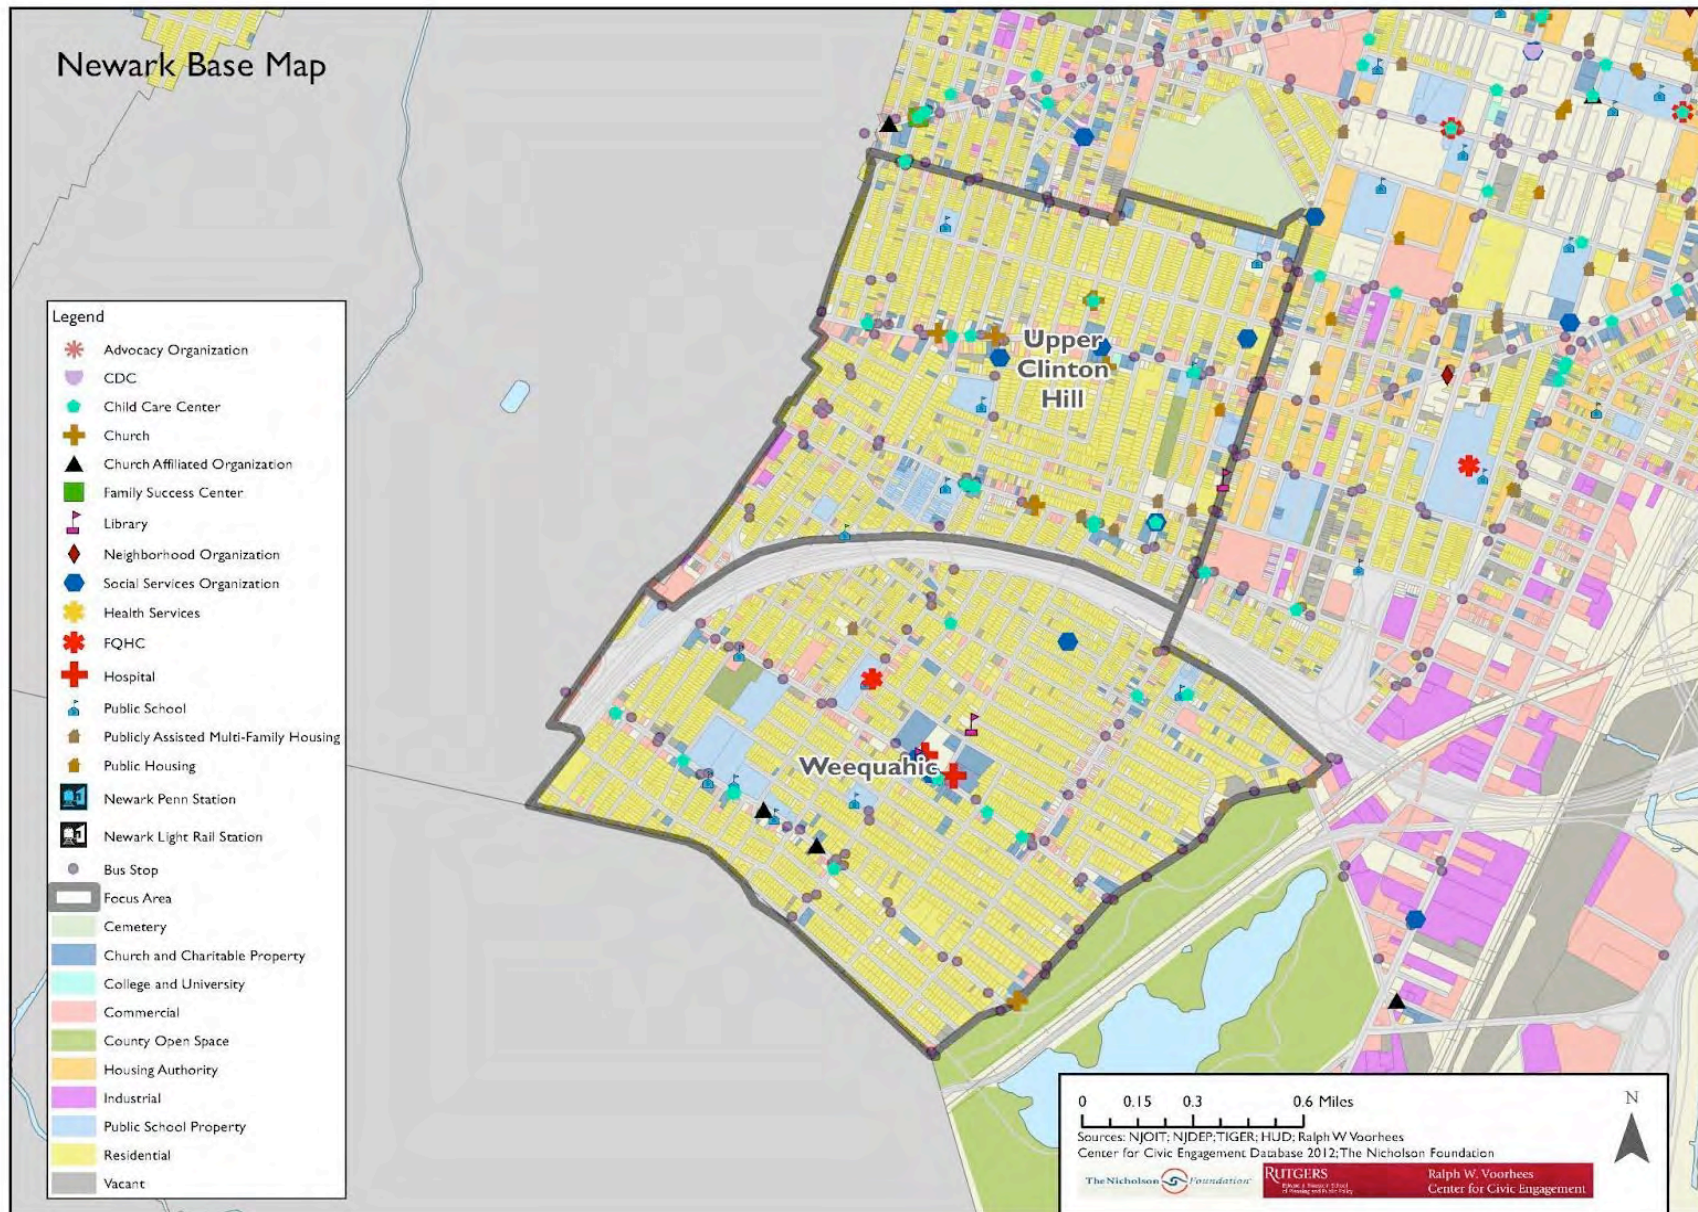 Newark Base Map
Legend
Advocacy Organization
CDC
Child Care Center
Church
Church Affiliated Organization
Family Success Center
Library
Neighborhood Organization
Social Services Organization
Health Services
FQHC
Hospital
Public School
Publicly Assisted Multi-Family Housing
Public Housing
Newark Penn Station
Newark Light Rail Station
Bus Stop
Focus Area
Cemetery
Church and Charitable Property
College and University
Commercial
County Open Space
Housing Authority
Industrial
Public School Property
Residential
Vacant
Upper
Clinton
Hill
Weequahic
0 0.15 0.3 0.6 Miles
N
Sources: NJOIT; NJDEP; TIGER; HUD; Ralph W Voorhees
Center for Civic Engagement Database 2012; The Nicholson Foundation
The Nicholson Foundation
RUTGERS
Ralph W. Voorhees
Center for Civic Engagement